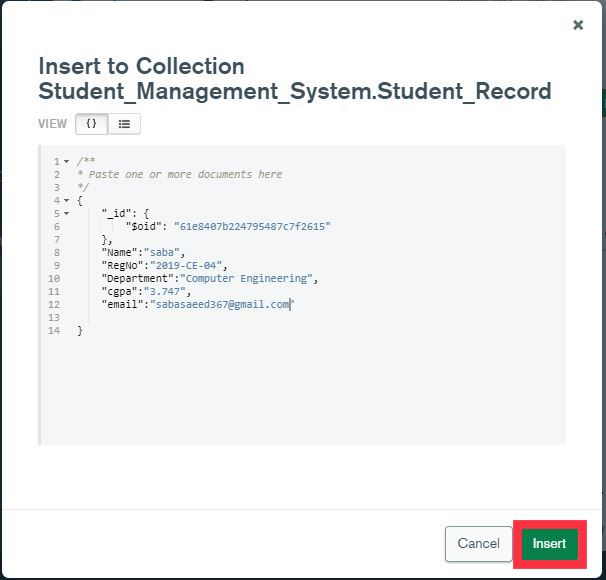 Insert to Collection
Student_Management_System.Student_Record
VIEW {}
1 /**
2 * Paste one or more documents here
3 */
4 {
5 "_id": {
6 "$oid": "61e8407b224795487c7f2615"
7 },
8 "Name":"saba",
9 "RegNo":"2019-CE-04",
10 "Department":"Computer Engineering",
11 "cgpa":"3.747",
12 "email":"sabasaeed367@gmail.com"
13
14 }
Cancel Insert